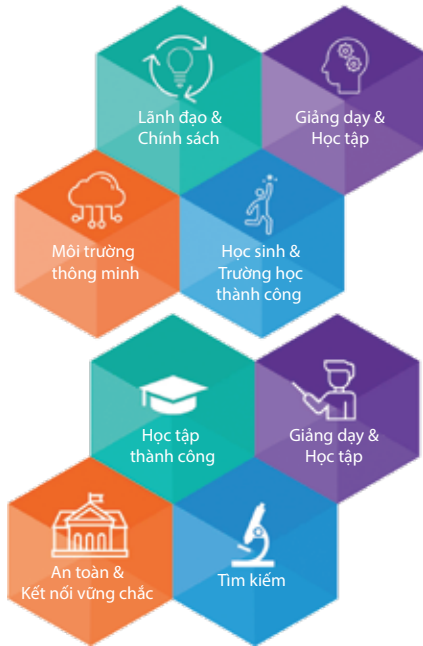 Lãnh đạo &
Chính sách
Giảng dạy &
Học tập
Môi trường
thông minh
Học sinh &
Trường học
thành công
Học tập
thành công
Giảng dạy &
Học tập
An toàn &
Kết nối vững chắc
Tìm kiếm